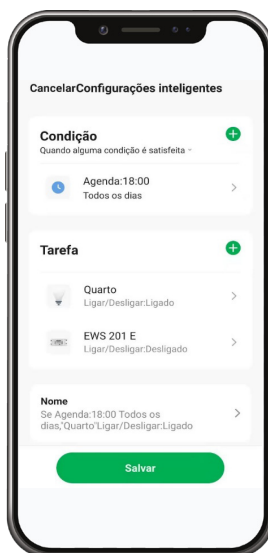 CancelarConfigurações inteligentes
Condição
Quando alguma condição é satisfeita
Agenda:18:00
Todos os dias
Tarefa
Quarto
Ligar/Desligar:Ligado
EWS 201 E
Ligar/Desligar:Desligado
Nome
Se Agenda:18:00 Todos os
dias,"Quarto"Ligar/Desligar:Ligado
Salvar